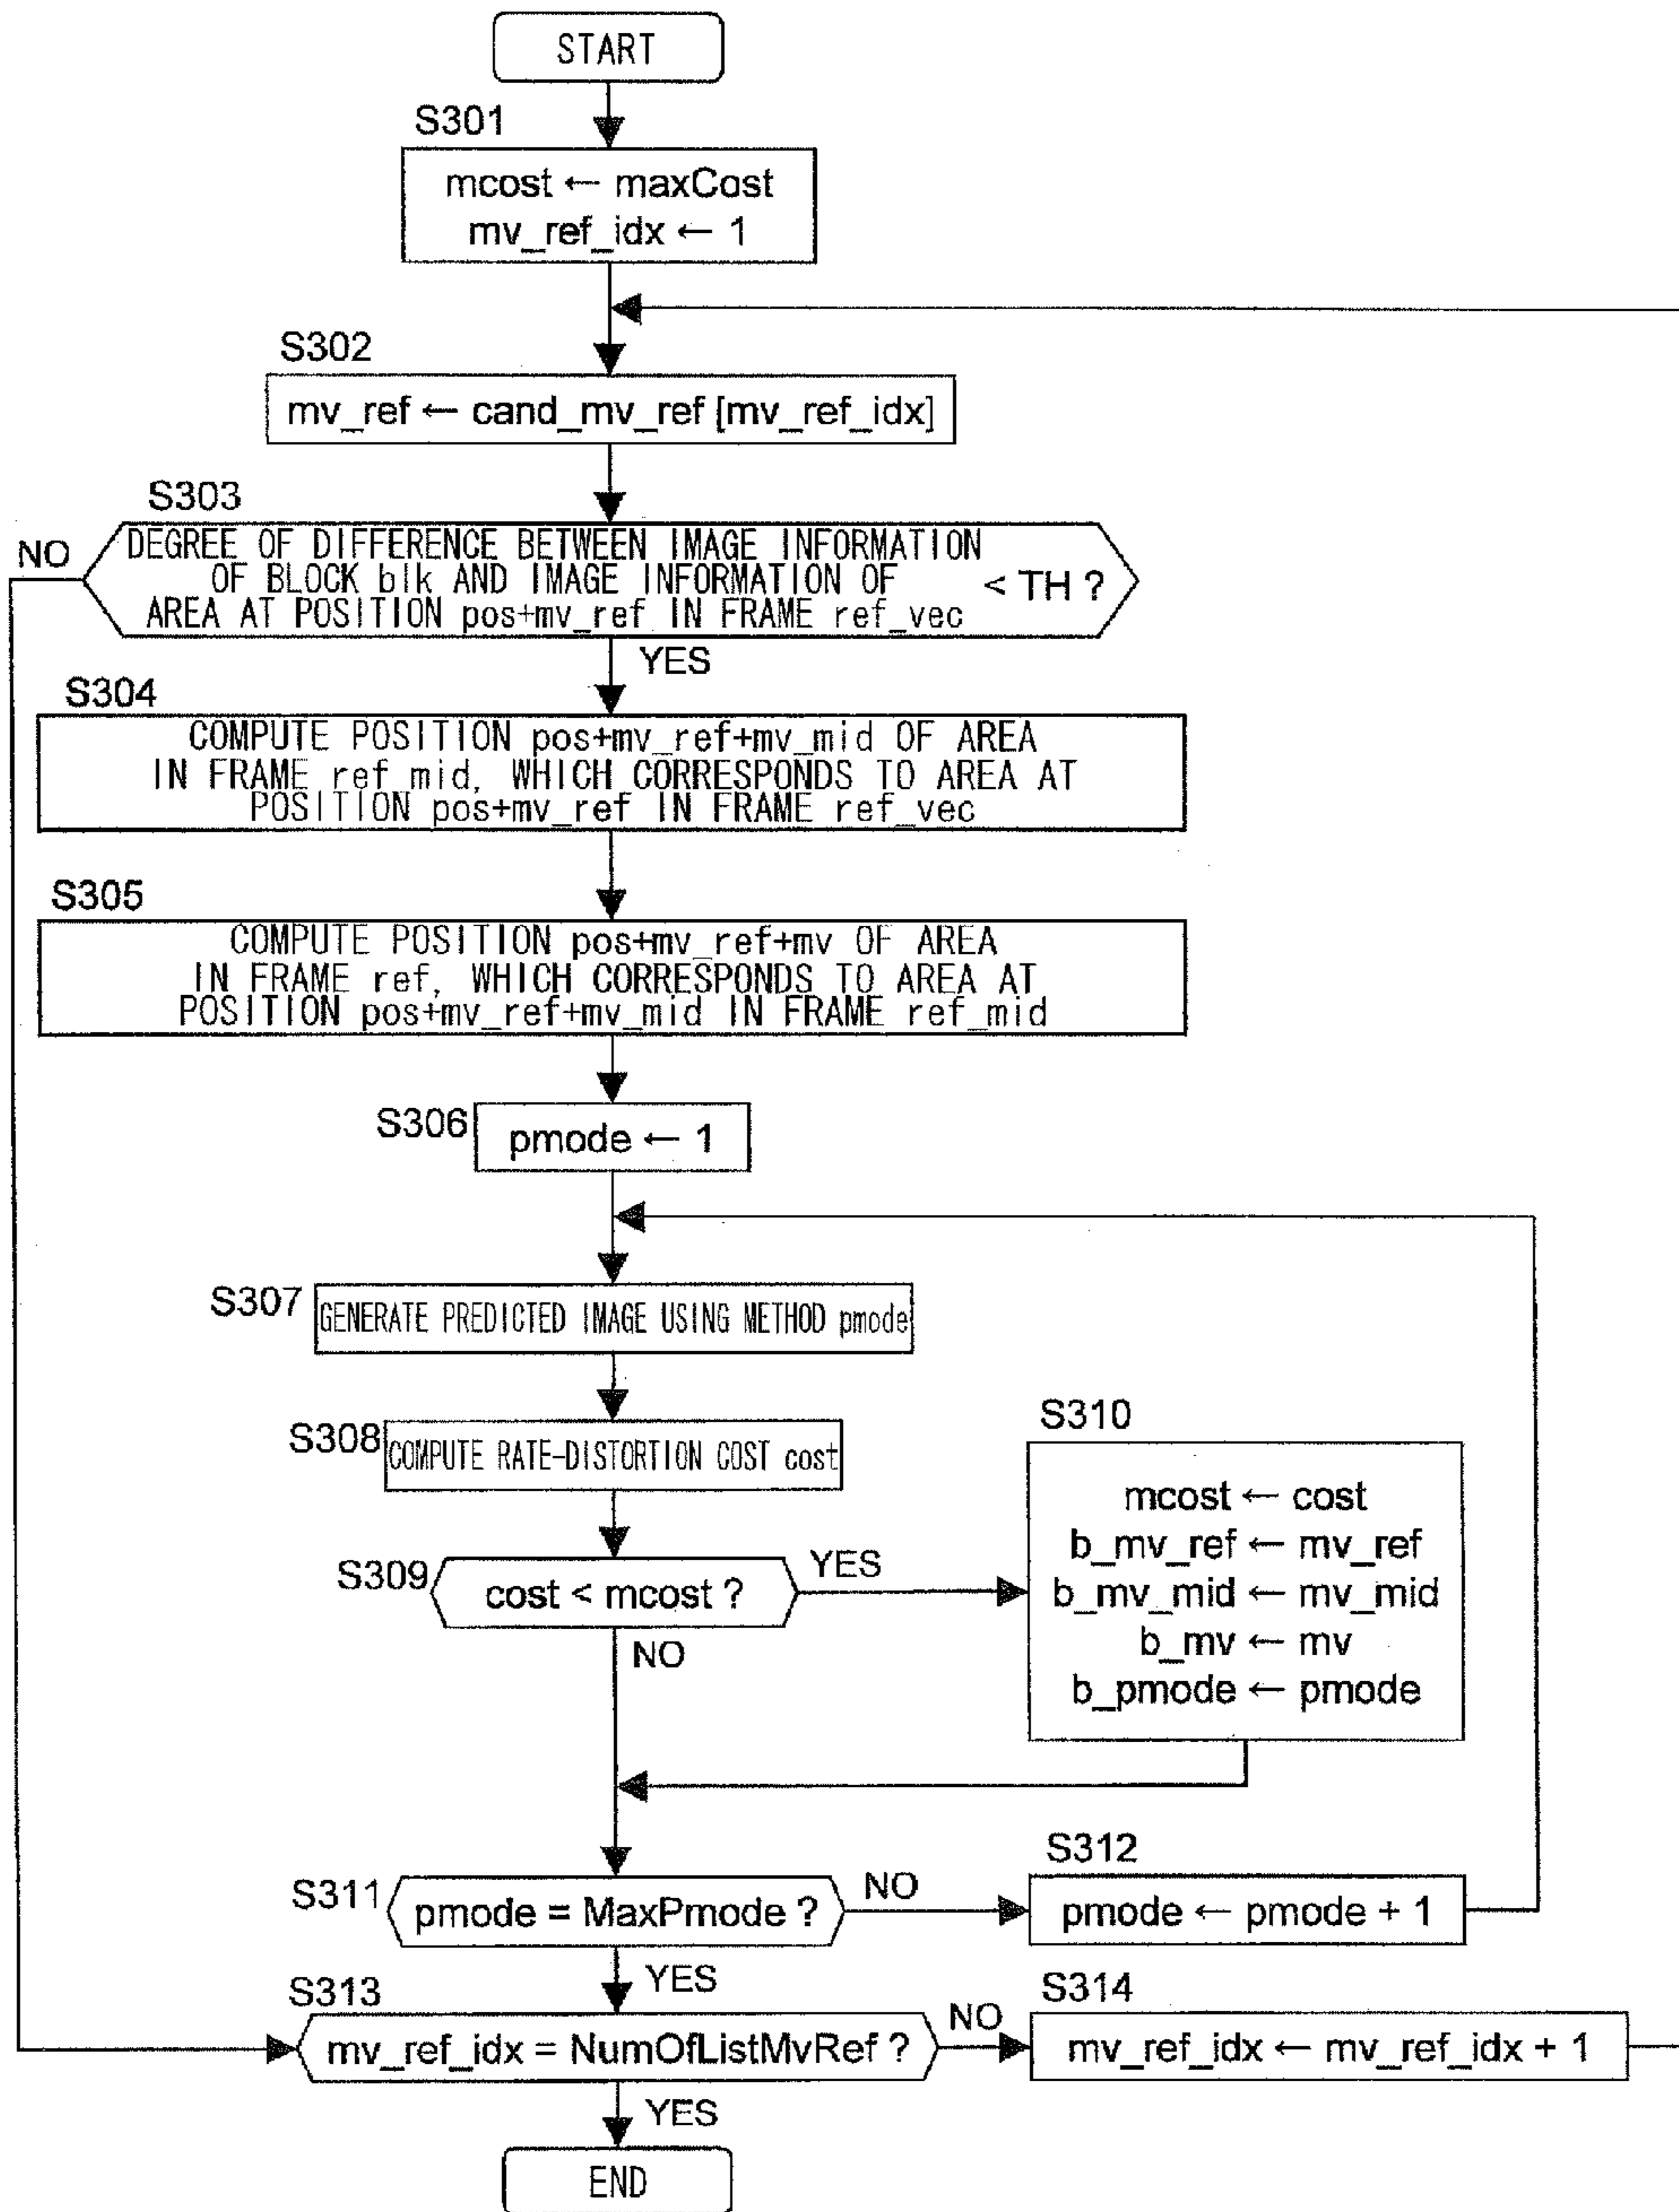 START
S301
mcost ← maxCost
mv_ref_idx ← 1
S302
mv_ref ← cand_mv_ref [mv_ref_idx]
S303
NO
DEGREE OF DIFFERENCE BETWEEN IMAGE INFORMATION
OF BLOCK blk AND IMAGE INFORMATION OF
AREA AT POSITION pos+mv_ref IN FRAME ref_vec
< TH ?
YES
S304
COMPUTE POSITION pos+mv_ref+mv_mid OF AREA
IN FRAME ref_mid, WHICH CORRESPONDS TO AREA AT
POSITION pos+mv_ref IN FRAME ref_vec
S305
COMPUTE POSITION pos+mv_ref+mv OF AREA
IN FRAME ref, WHICH CORRESPONDS TO AREA AT
POSITION pos+mv_ref+mv_mid IN FRAME ref_mid
S306
pmode ← 1
S307
GENERATE PREDICTED IMAGE USING METHOD pmode
S308
COMPUTE RATE-DISTORTION COST cost
S309
cost < mcost ?
YES
NO
S310
mcost ← cost
b_mv_ref ← mv_ref
b_mv_mid ← mv_mid
b_mv ← mv
b_pmode ← pmode
S311
pmode = MaxPmode ?
NO
S312
pmode ← pmode + 1
YES
S313
mv_ref_idx = NumOfListMvRef ?
NO
S314
mv_ref_idx ← mv_ref_idx + 1
YES
END